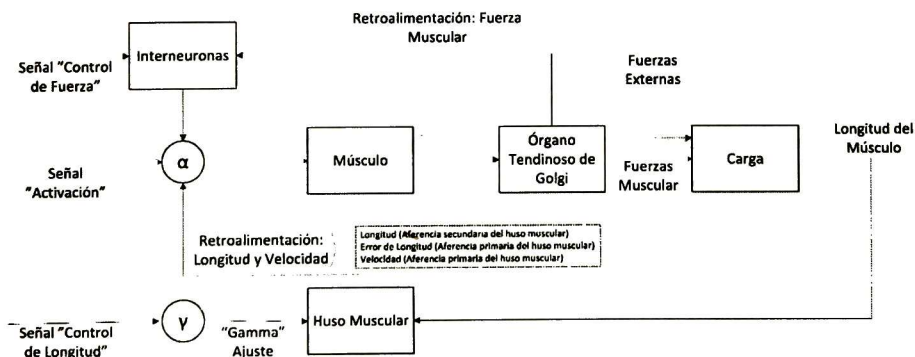 Retroalimentación: Fuerza
Muscular
Interneuronas
Señal "Control
de Fuerza"
Fuerzas
Externas
Señal
"Activación"
α
Músculo
Órgano
Tendinoso de
Golgi
Fuerzas
Muscular
Carga
Longitud del
Músculo
Retroalimentación:
Longitud y Velocidad
Longitud (Aferencia secundaria del huso muscular)
Error de Longitud (Aferencia primaria del huso muscular)
Velocidad (Aferencia primaria del huso muscular)
Señal "Control
de Longitud"
γ
"Gamma"
Ajuste
Huso Muscular